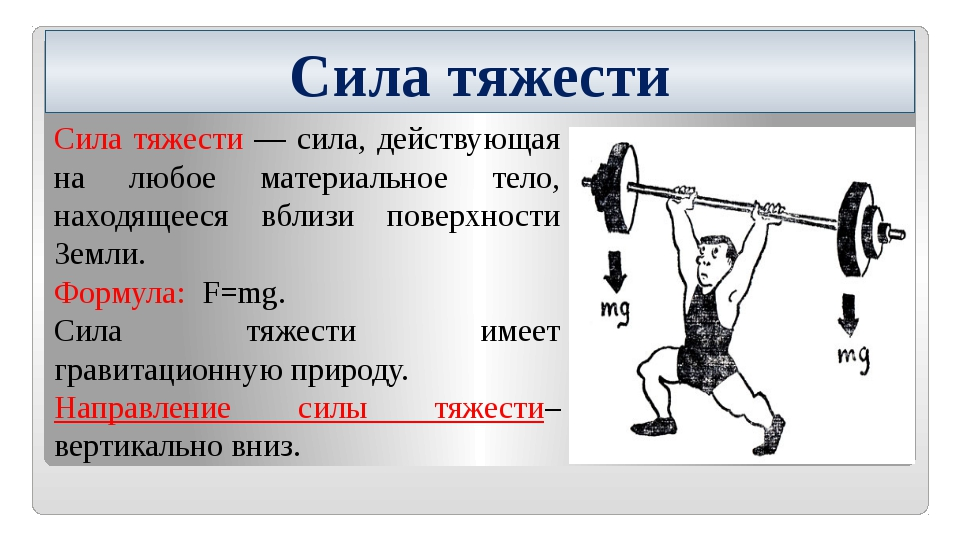 Сила тяжести
Сила тяжести — сила, действующая
на любое материальное тело,
находящееся вблизи поверхности
Земли.
Формула: F=mg.
Сила тяжести имеет
гравитационную природу.
Направление силы тяжести–
вертикально вниз.
mg
mg